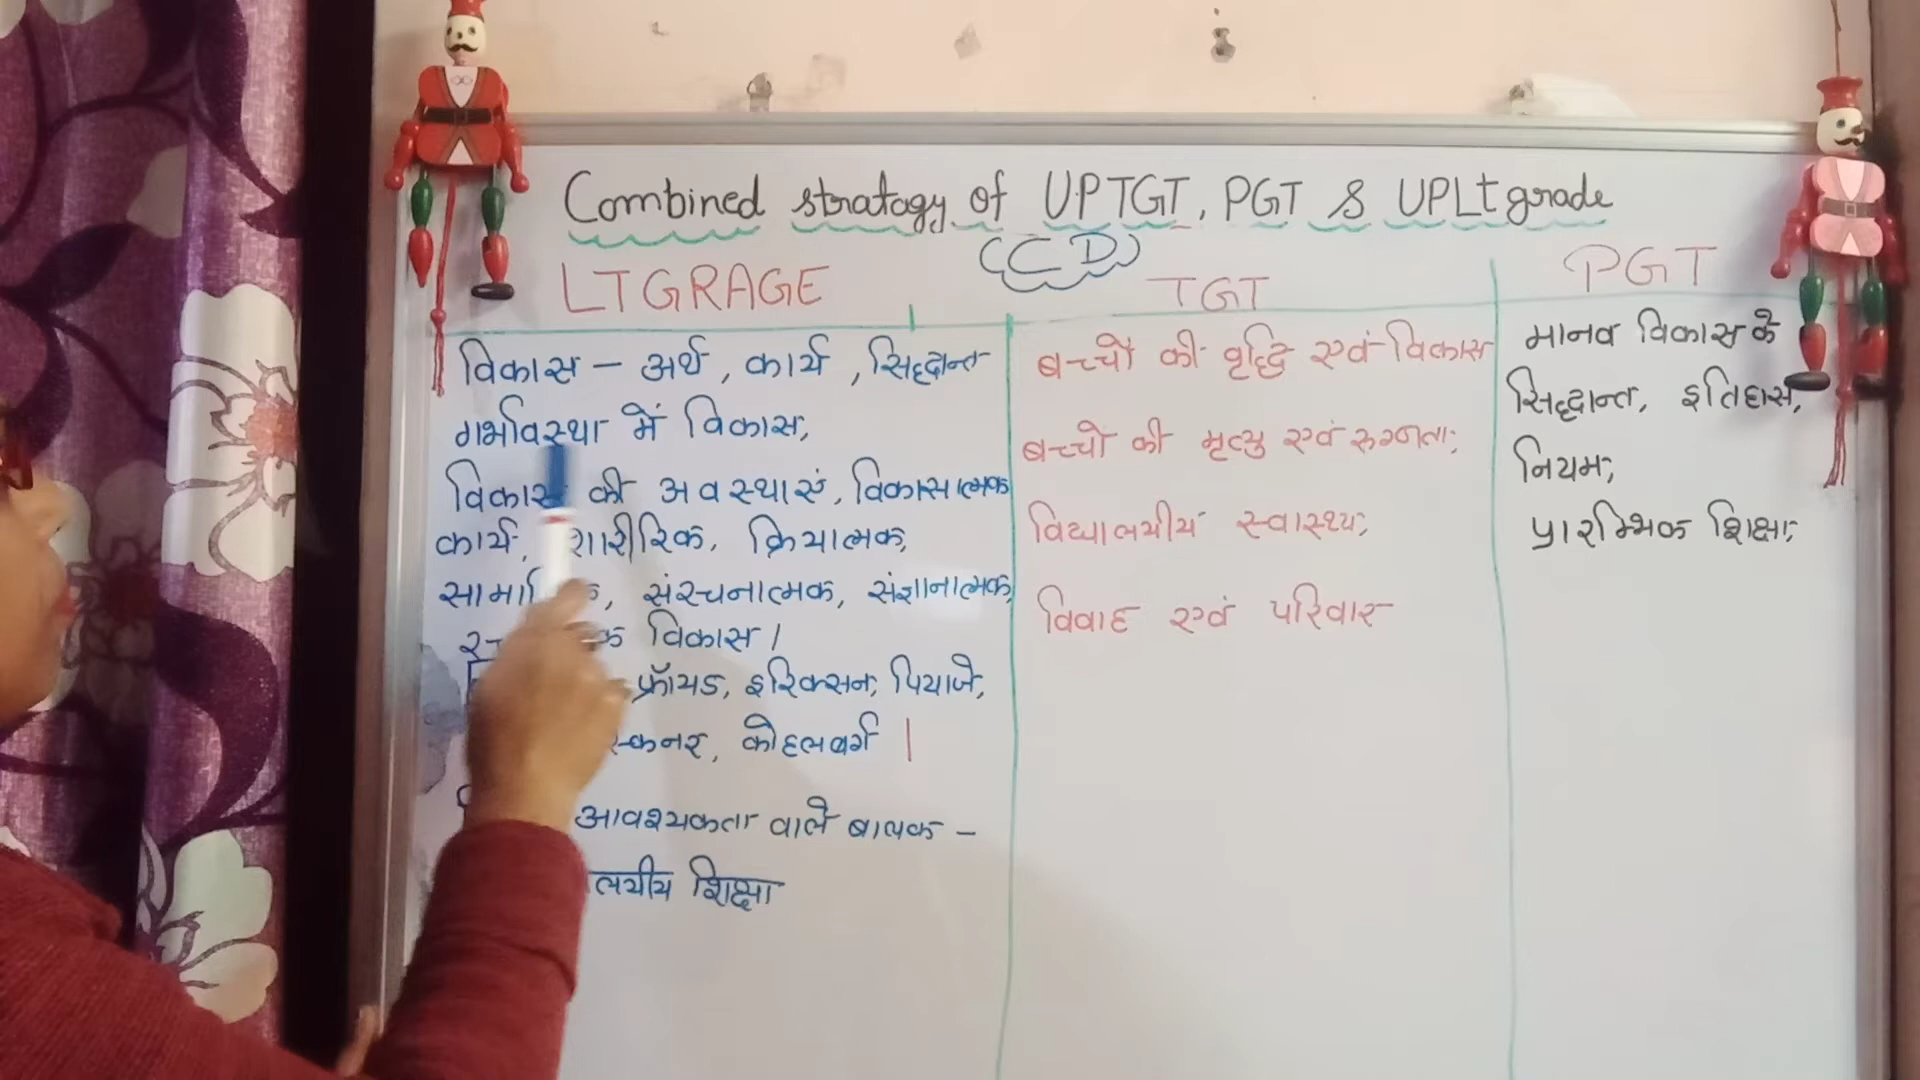 Combined stratagy of UPTGT, PGT & UPLt grade
(CCD)
LTGRAGE
विकास - अर्थ, कार्य, सिद्धान्त
गर्भावस्था में विकास,
विकास की अवस्थाएं, विकासात्मक
कार्य, शारीरिक, क्रियात्मक,
सामाजिक, संरचनात्मक, संज्ञानात्मक,
विकास।
फ्रॉयड, इरिक्सन, पियाजे,
स्कनर, कोहलबर्ग |
आवश्यकता वाले बालक -
शिक्षा
TGT
बच्चों की वृद्धि एवं विकास
बच्चो की मृत्यु एवं रुग्णता;
विद्यालयीय स्वास्थ्य;
विवाह एवं परिवार
PGT
मानव विकास के
सिद्धान्त, इतिहास,
नियम;
प्रारम्भिक शिक्षा;